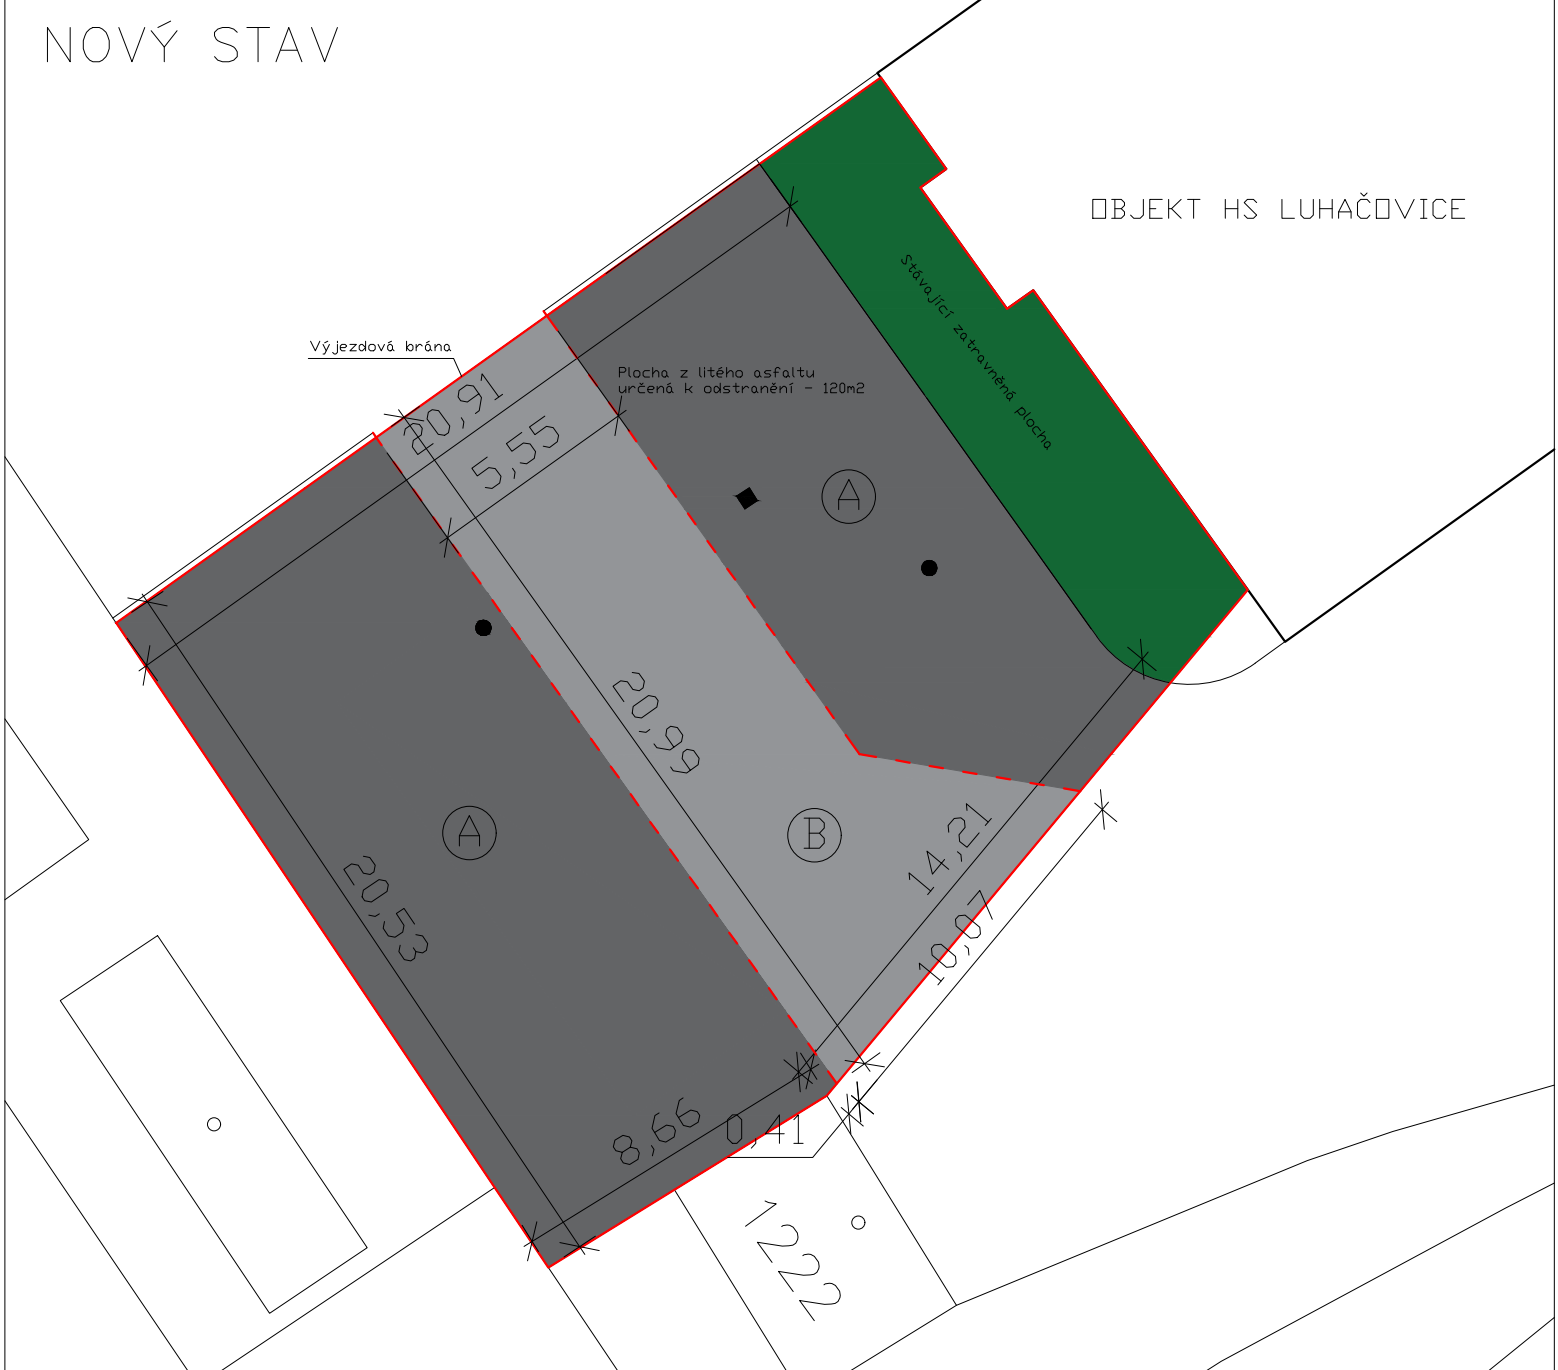 NOVÝ STAV
OBJEKT HS LUHAČOVICE
Stávající zatravněná plocha
Výjezdová brána
Plocha z litého asfaltu
určená k odstranění - 120m2
20,91
5,55
A
20,99
A
B
20,53
14,21
10,07
8,66
0,41
1222